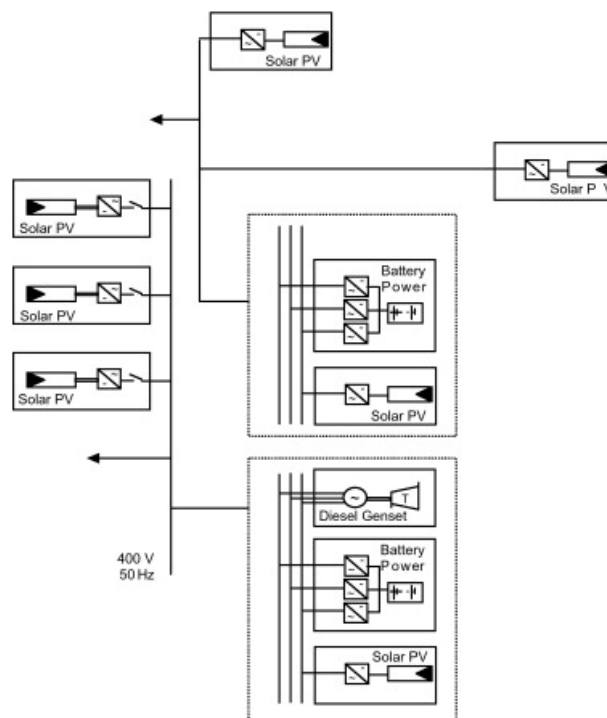 Solar PV
Solar P V
Solar PV
Solar PV
Solar PV
Battery
Power
Solar PV
T
Diesel Genset
400 V
50 Hz
Battery
Power
Solar PV